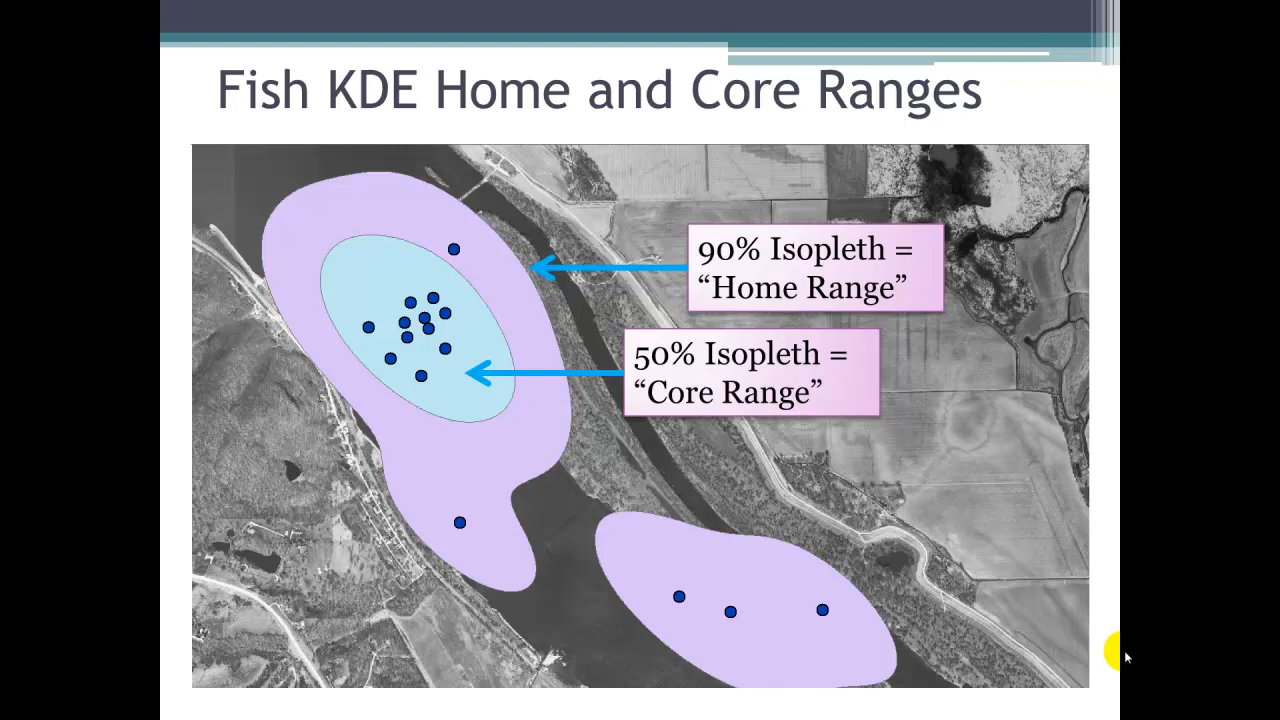 Fish KDE Home and Core Ranges
90% Isopleth =
“Home Range”
50% Isopleth =
“Core Range”